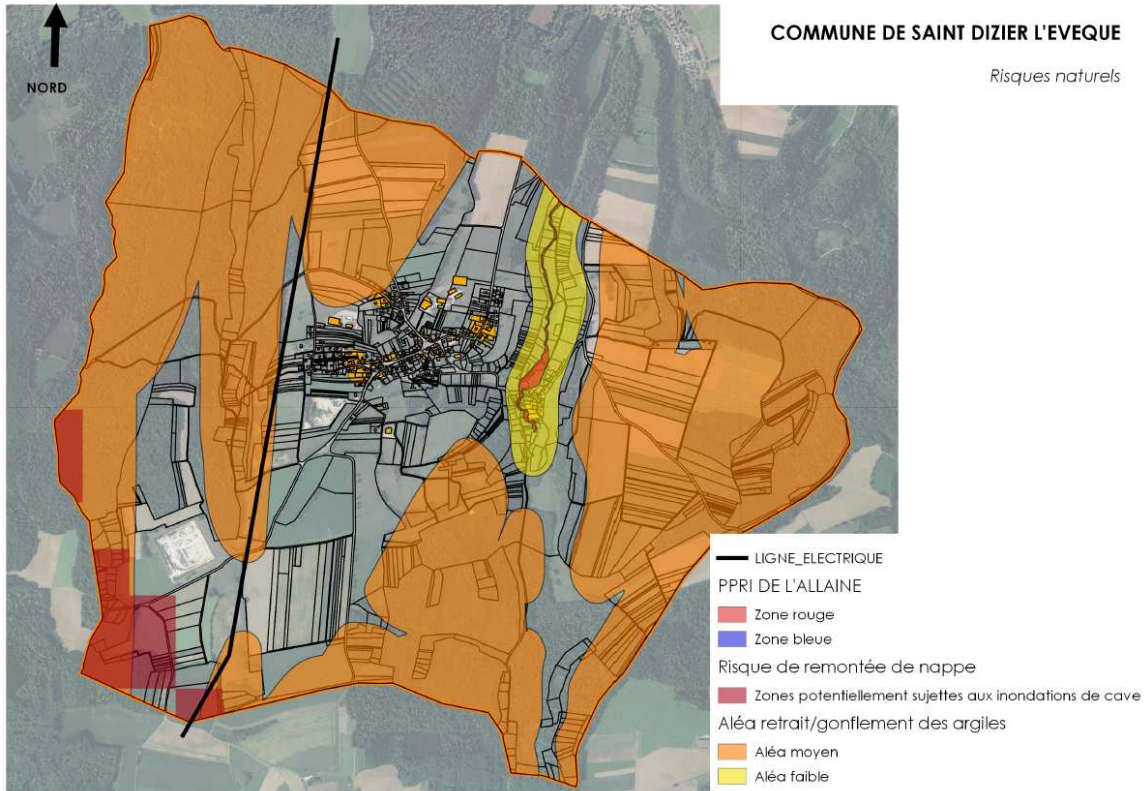 COMMUNE DE SAINT DIZIER L'EVEQUE
Risques naturels
NORD
LIGNE_ELECTRIQUE
PPRI DE L'ALLAINE
Zone rouge
Zone bleue
Risque de remontée de nappe
Zones potentiellement sujettes aux inondations de cave
Aléa retrait/gonflement des argiles
Aléa moyen
Aléa faible